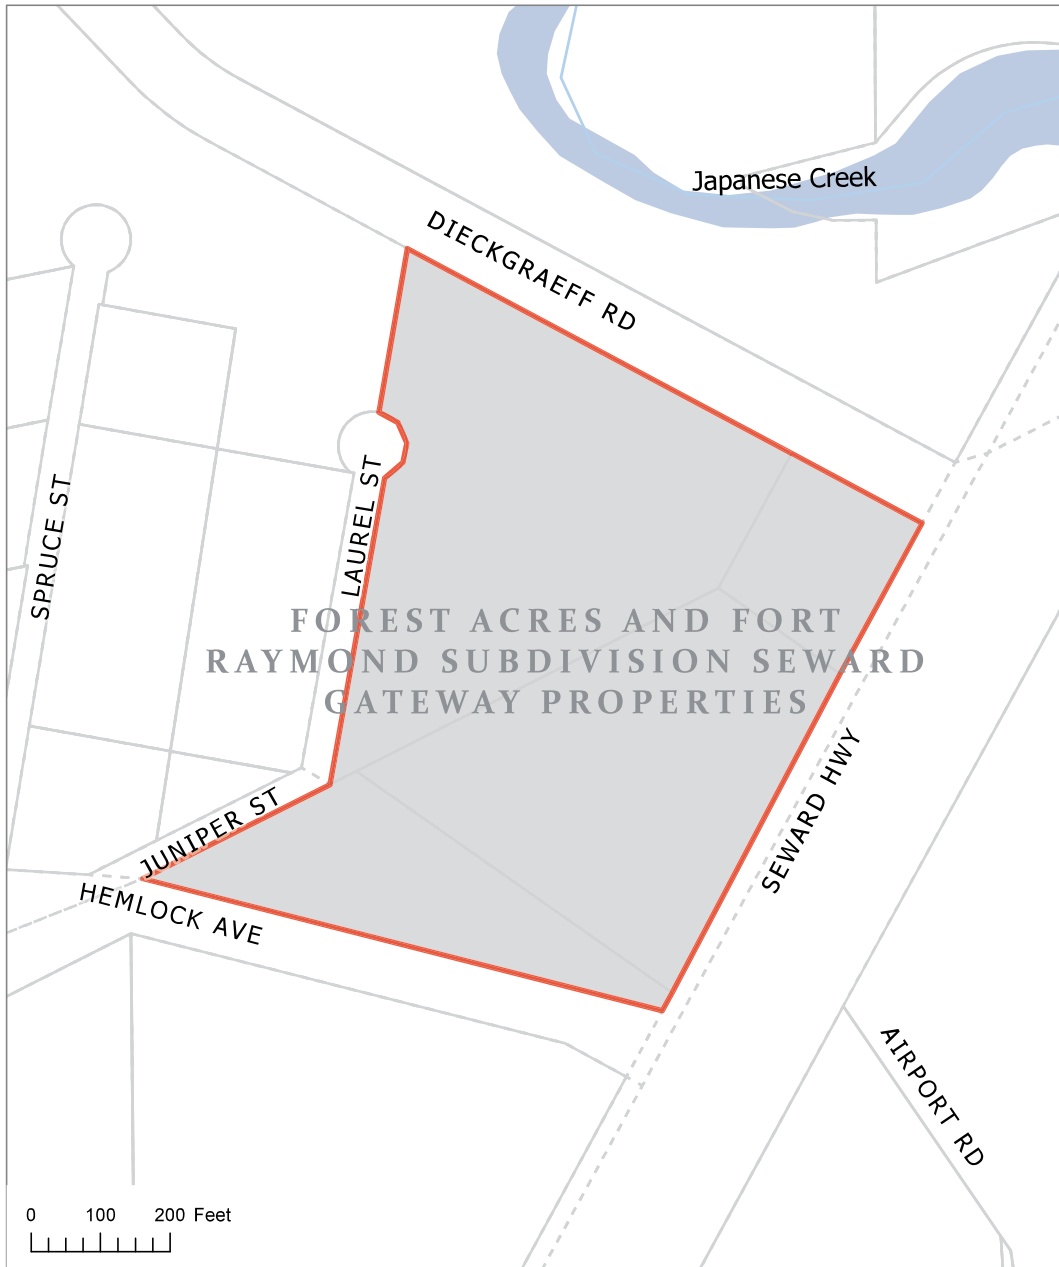 Japanese Creek
DIECKGRAEFF RD
SPRUCE ST
LAUREL ST
FOREST ACRES AND FORT
RAYMOND SUBDIVISION SEWARD
GATEWAY PROPERTIES
SEWARD HWY
JUNIPER ST
HEMLOCK AVE
AIRPORT RD
0 100 200 Feet